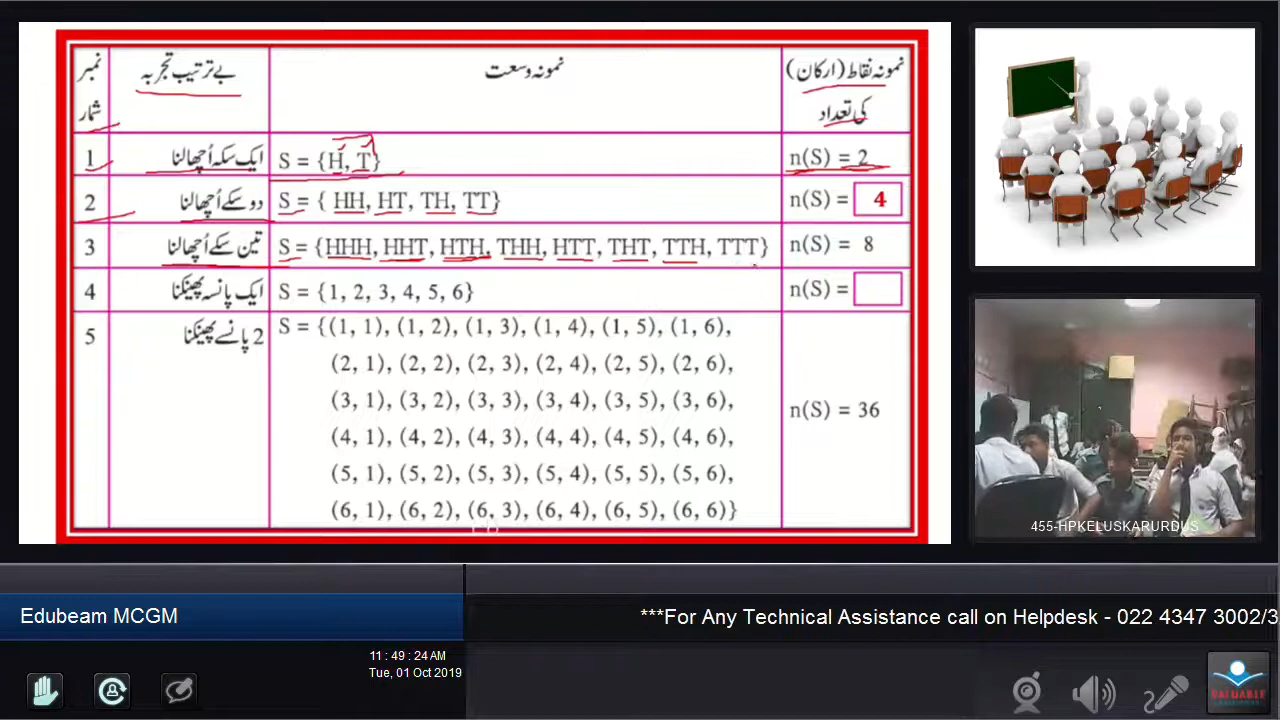 نمبر شمار
بے ترتیب تجربہ
نمونہ وسعت
نمونہ نقاط (ارکان) کی تعداد
1 ایک سکہ اُچھالنا S = {H, T} n(S) = 2
2 دو سکے اُچھالنا S = { HH, HT, TH, TT} n(S) = 4
3 تین سکے اُچھالنا S = {HHH, HHT, HTH, THH, HTT, THT, TTH, TTT} n(S) = 8
4 ایک پانسہ پھینکنا S = {1, 2, 3, 4, 5, 6} n(S) =
5 2 پانسے پھینکنا S = {(1, 1), (1, 2), (1, 3), (1, 4), (1, 5), (1, 6),
(2, 1), (2, 2), (2, 3), (2, 4), (2, 5), (2, 6),
(3, 1), (3, 2), (3, 3), (3, 4), (3, 5), (3, 6),
n(S) = 36
(4, 1), (4, 2), (4, 3), (4, 4), (4, 5), (4, 6),
(5, 1), (5, 2), (5, 3), (5, 4), (5, 5), (5, 6),
(6, 1), (6, 2), (6, 3), (6, 4), (6, 5), (6, 6)}
455-HPKELUSKARURDUS
Edubeam MCGM
***For Any Technical Assistance call on Helpdesk - 022 4347 3002/3
11 : 49 : 24 AM
Tue, 01 Oct 2019
VALUABLE